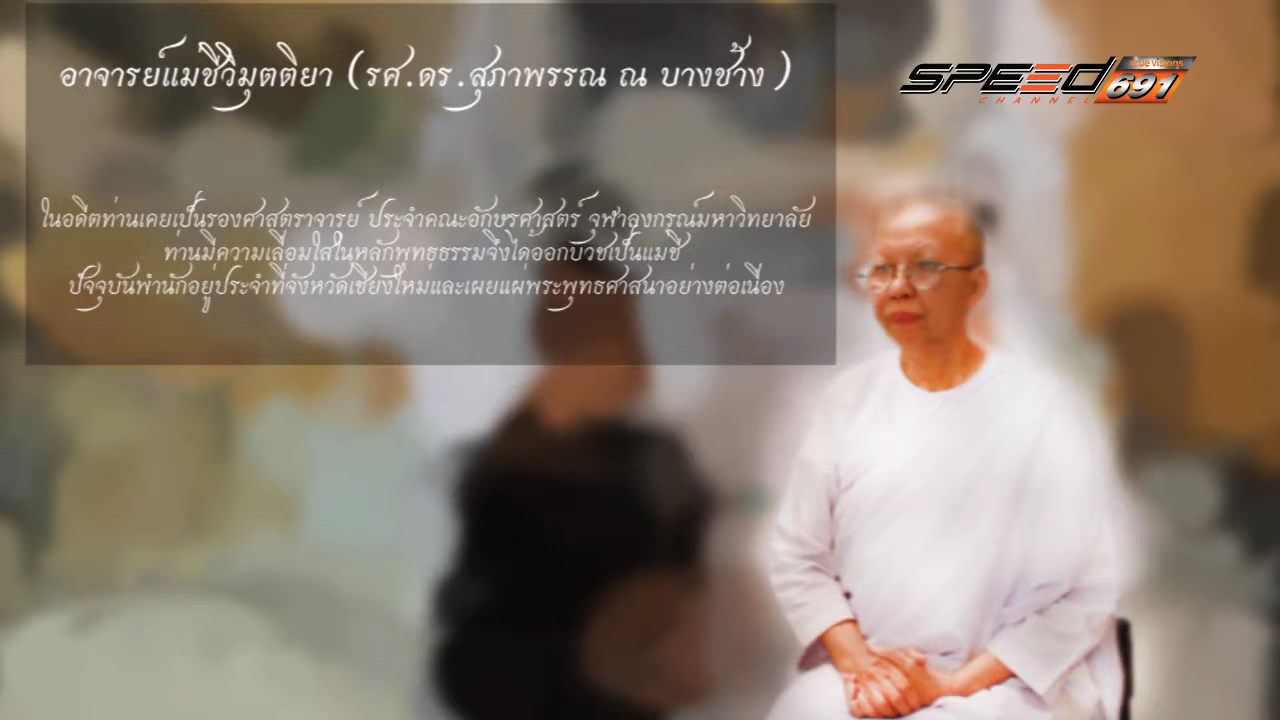 อาจารย์แม่ชีวิมุตติยา (รศ.ดร.สุภาพรรณ ณ บางช้าง )
SPEED
true visions
691
CHANNEL
ในอดีตท่านเคยเป็นรองศาสตราจารย์ ประจำคณะอักษรศาสตร์ จุฬาลงกรณ์มหาวิทยาลัย
ท่านมีความเลื่อมใสในหลักพุทธธรรมจึงได้ออกบวชเป็นแม่ชี
ปัจจุบันพำนักอยู่ประจำที่จังหวัดเชียงใหม่และเผยแผ่พระพุทธศาสนาอย่างต่อเนื่อง